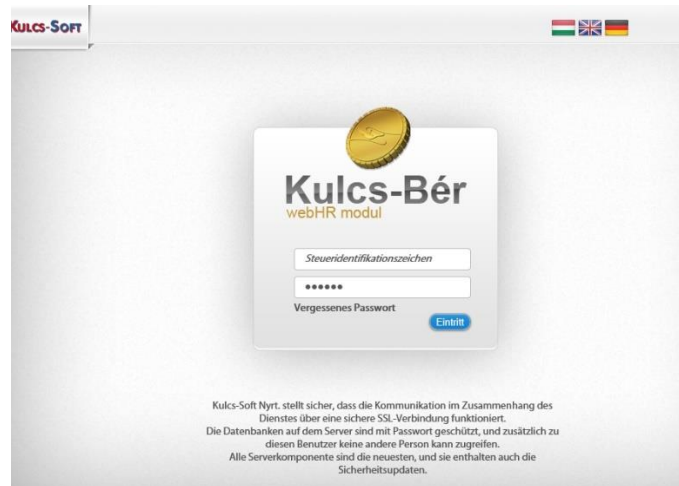 KULCS-SOFT
Kulcs-Bér
webHR modul
Steueridentifikationszeichen
••••••
Vergessenes Passwort
Eintritt
Kulcs-Soft Nyrt. stellt sicher, dass die Kommunikation im Zusammenhang des
Dienstes über eine sichere SSL-Verbindung funktioniert.
Die Datenbanken auf dem Server sind mit Passwort geschützt, und zusätzlich zu
diesen Benutzer keine andere Person kann zugreifen.
Alle Serverkomponente sind die neuesten, und sie enthalten auch die
Sicherheitsupdaten.